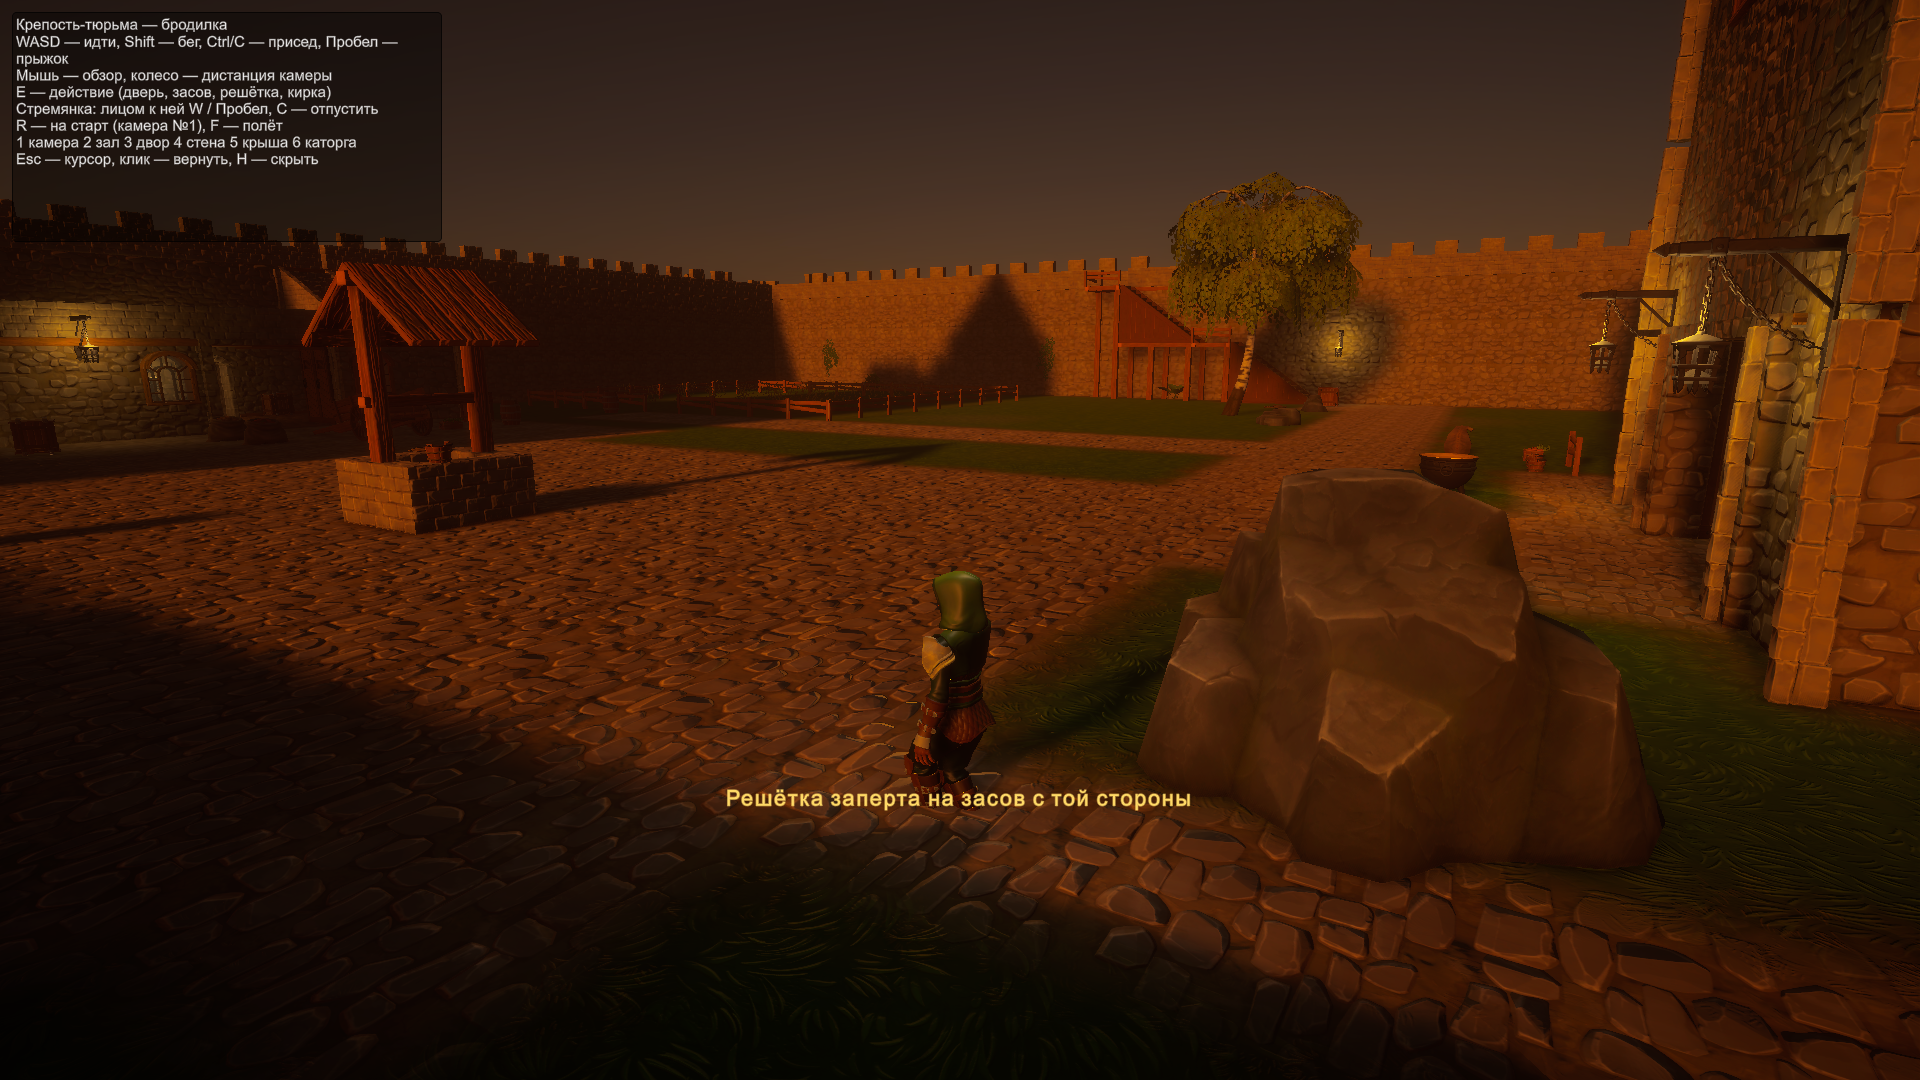 Крепость-тюрьма — бродилка
WASD — идти, Shift — бег, Ctrl/C — присед, Пробел —
прыжок
Мышь — обзор, колесо — дистанция камеры
E — действие (дверь, засов, решётка, кирка)
Стремянка: лицом к ней W / Пробел, C — отпустить
R — на старт (камера №1), F — полёт
1 камера 2 зал 3 двор 4 стена 5 крыша 6 каторга
Esc — курсор, клик — вернуть, H — скрыть
Решётка заперта на засов с той стороны